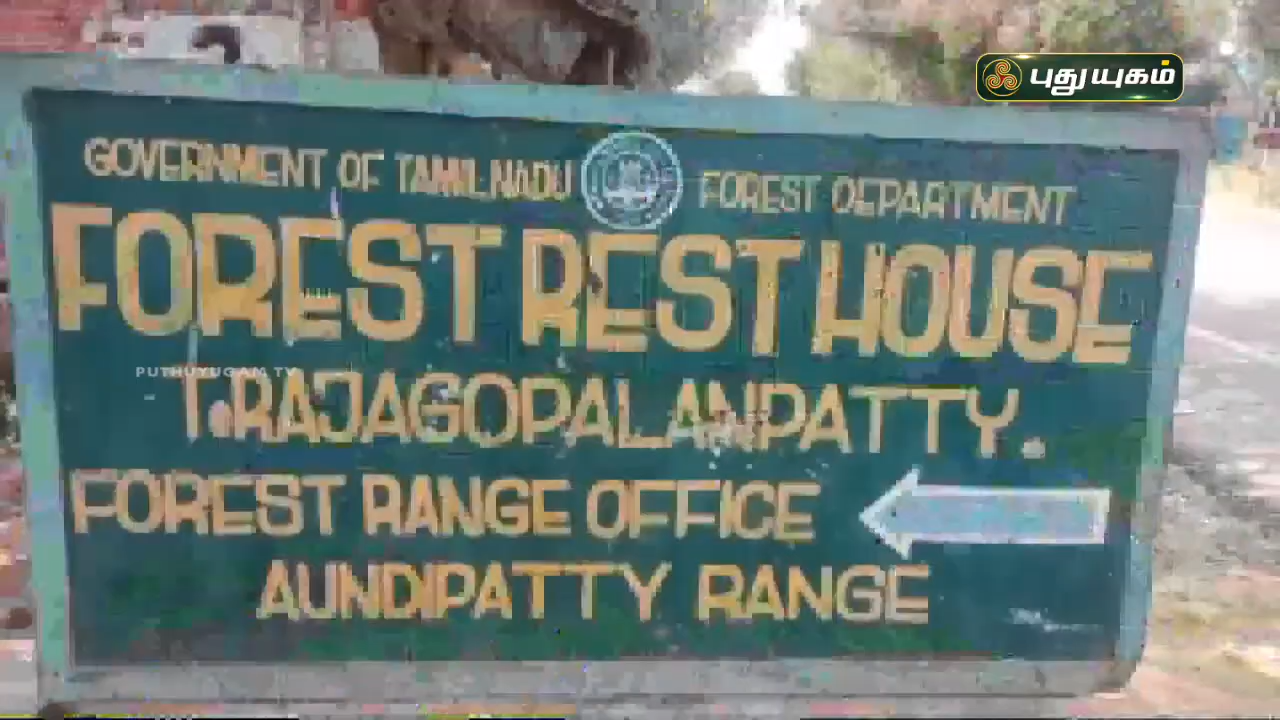 புதுயுகம்
GOVERNMENT OF TAMILNADU FOREST DEPARTMENT
FOREST REST HOUSE
PUTHUYUGAM TV
T.RAJAGOPALANPATTY.
FOREST RANGE OFFICE
AUNDIPATTY RANGE